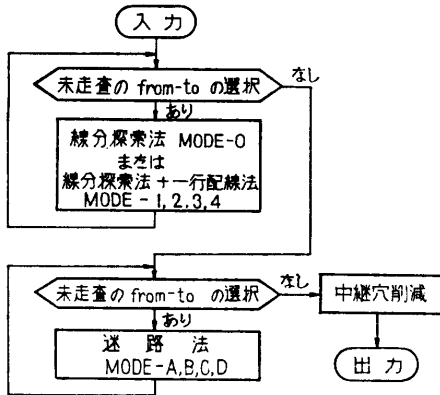 入力
未走査の from-to の選択
なし
あり
線分探索法 MODE-0
または
線分探索法+一行配線法
MODE - 1,2,3,4
未走査の from-to の選択
なし
中継穴削減
あり
迷路法
MODE-A,B,C,D
出力